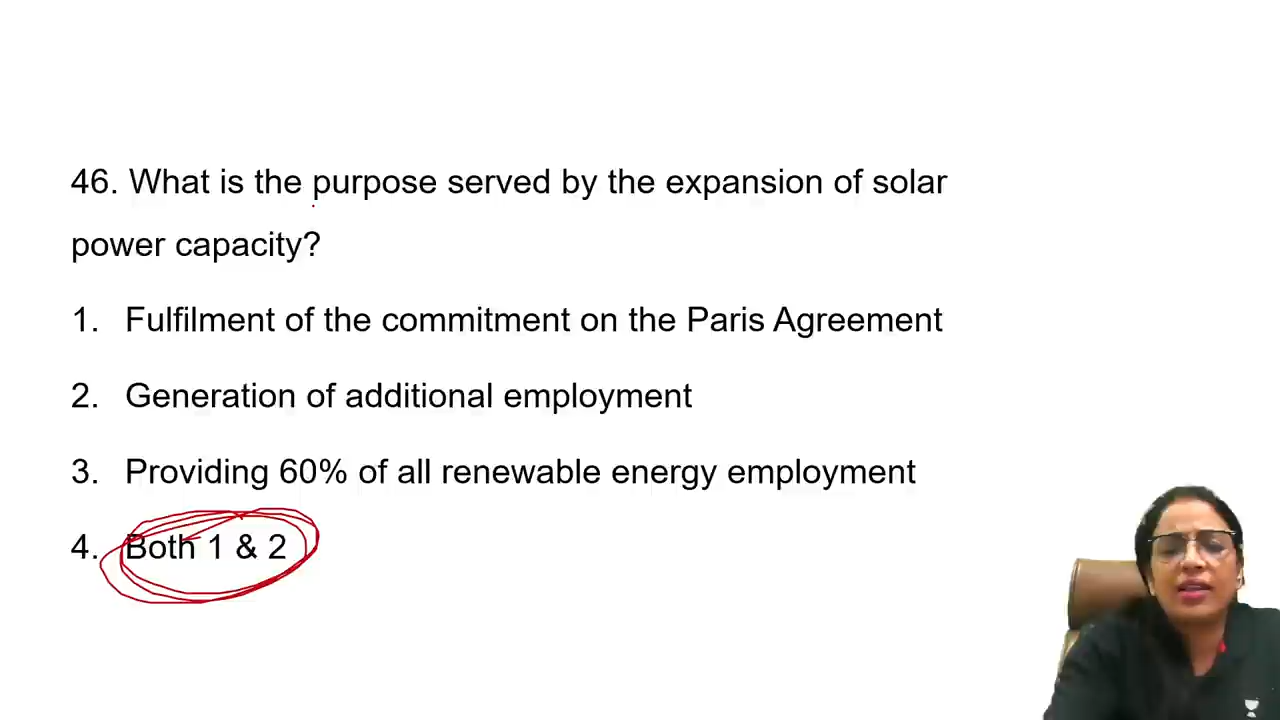 46. What is the purpose served by the expansion of solar
power capacity?
1. Fulfilment of the commitment on the Paris Agreement
2. Generation of additional employment
3. Providing 60% of all renewable energy employment
4. Both 1 & 2